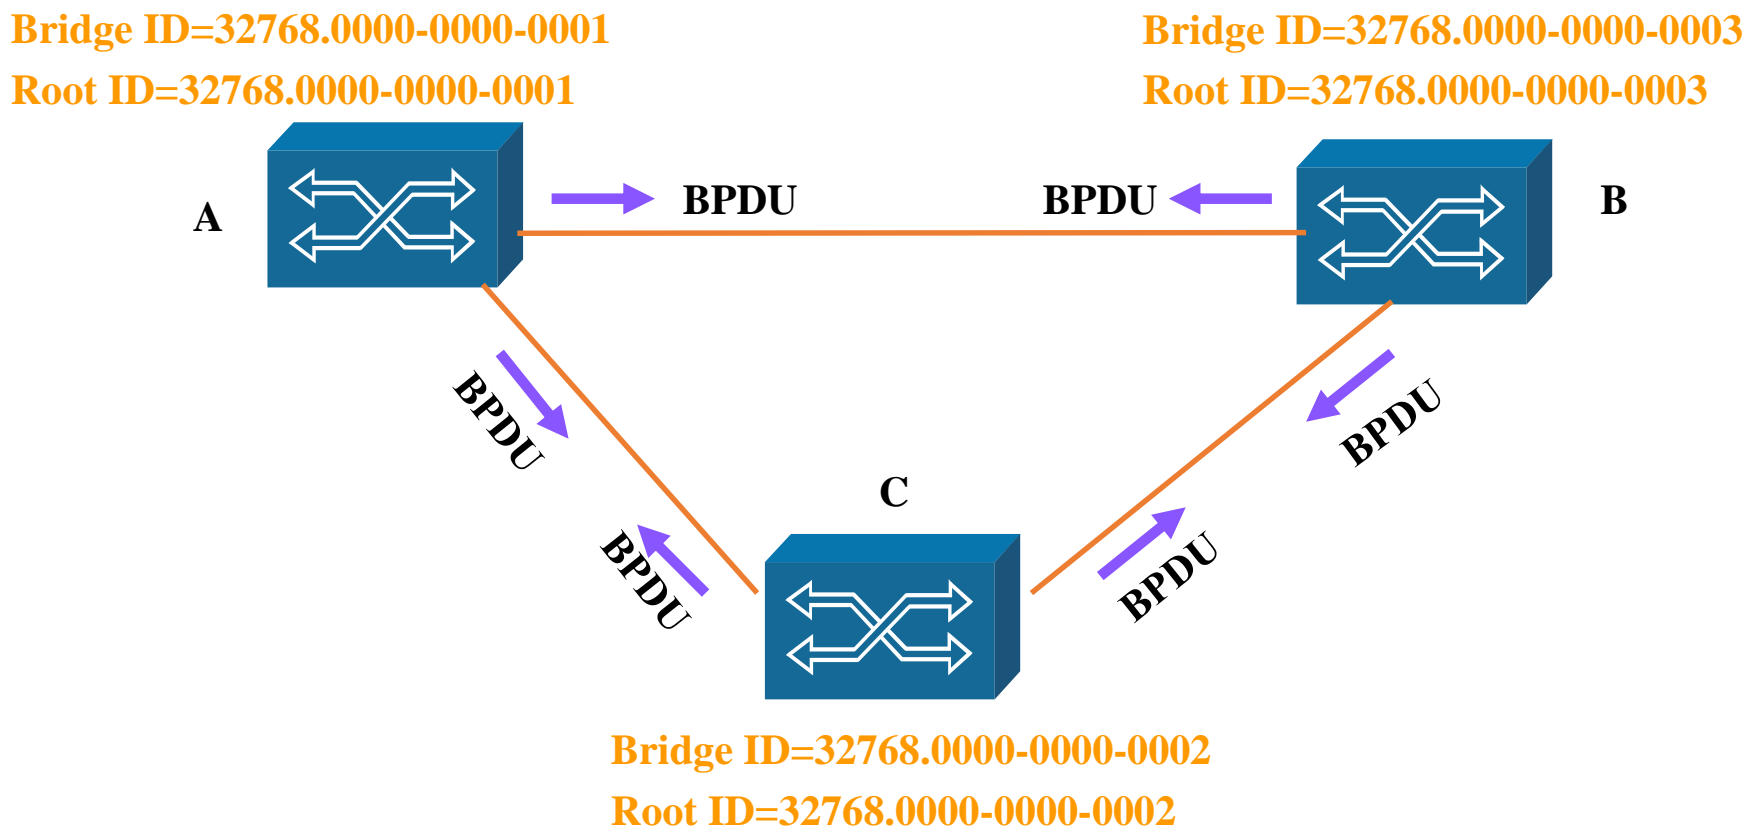 Bridge ID=32768.0000-0000-0001
Root ID=32768.0000-0000-0001
Bridge ID=32768.0000-0000-0003
Root ID=32768.0000-0000-0003
A
BPDU
BPDU
B
BPDU
BPDU
C
BPDU
BPDU
Bridge ID=32768.0000-0000-0002
Root ID=32768.0000-0000-0002